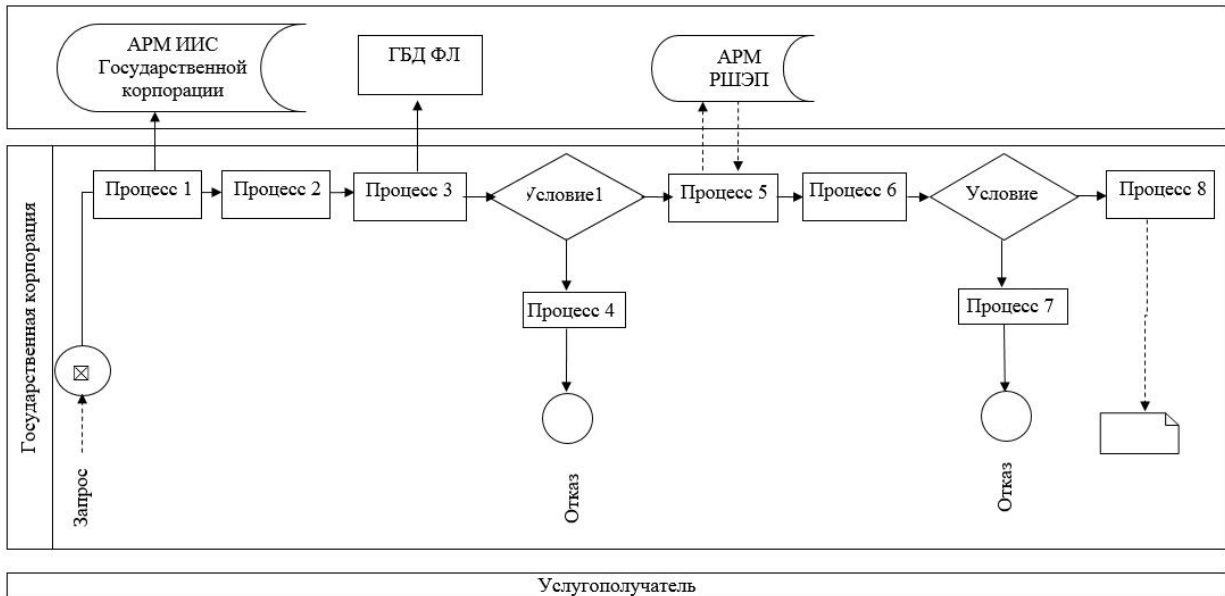 АРМ ИИС
Государственной
корпорации
ГБД ФЛ
АРМ
РШЭП
Государственная корпорация
Процесс 1
Процесс 2
Процесс 3
Условие1
Процесс 5
Процесс 6
Условие
Процесс 8
Процесс 4
Процесс 7
Запрос
Отказ
Отказ
Услугополучатель